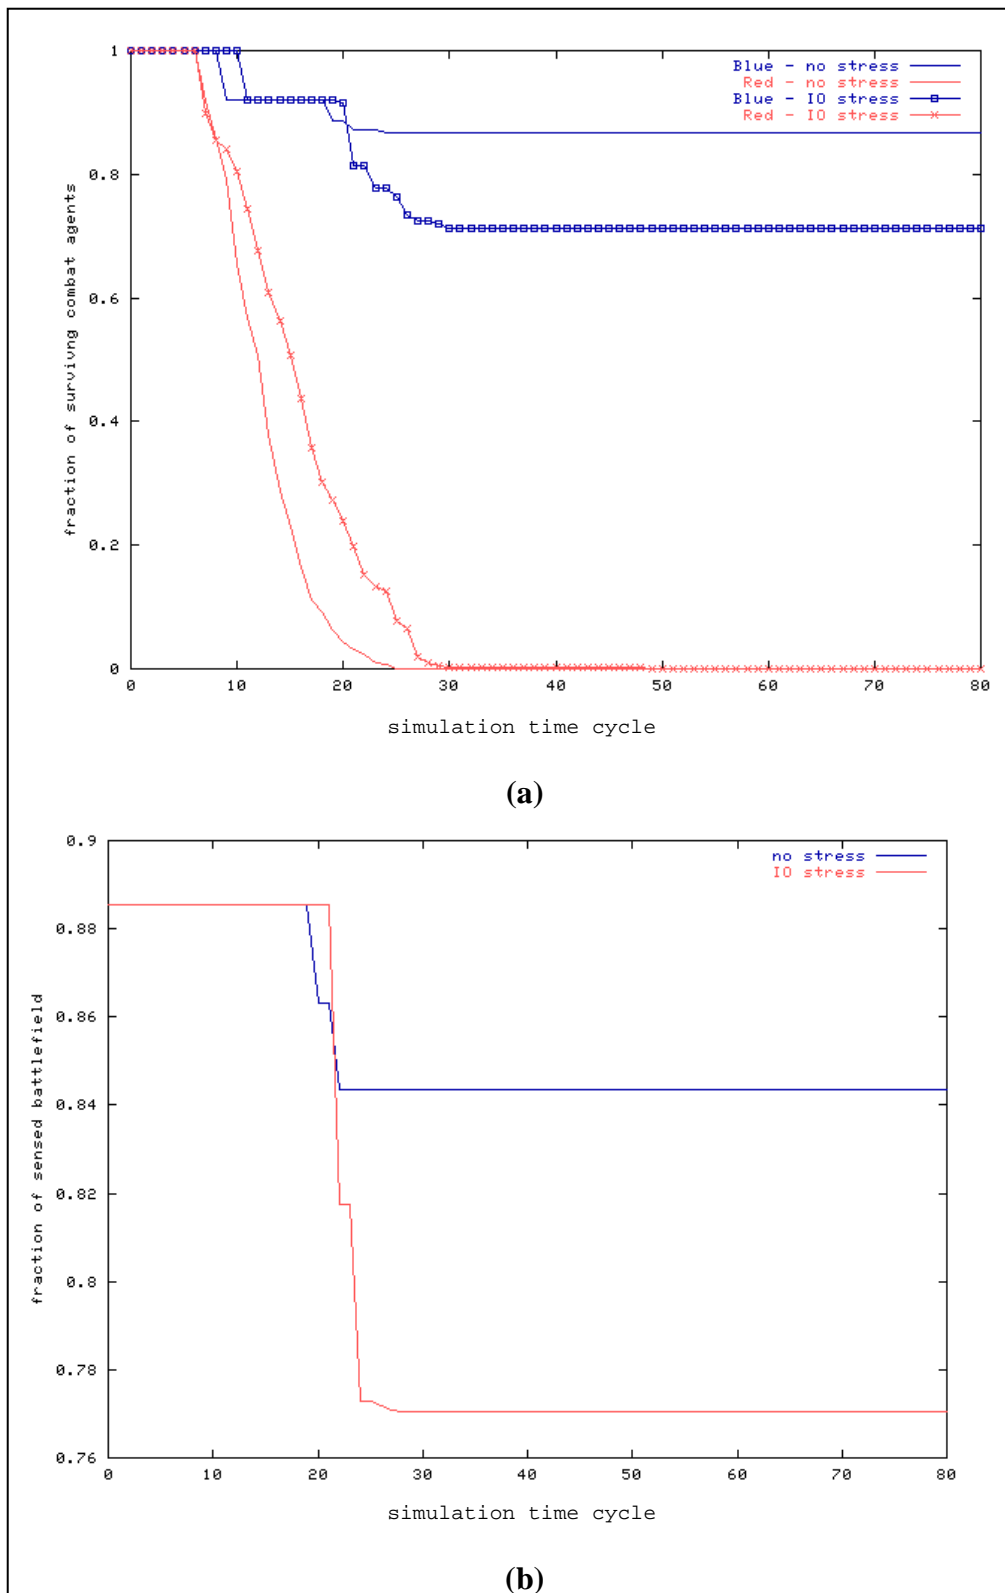 1
Blue - no stress
Red - no stress
Blue - IO stress
Red - IO stress
0.8
0.6
0.4
0.2
0
fraction of survivng combat agents
0 10 20 30 40 50 60 70 80
simulation time cycle
(a)
0.9
no stress
IO stress
0.88
0.86
0.84
0.82
0.8
0.78
0.76
fraction of sensed battlefield
0 10 20 30 40 50 60 70 80
simulation time cycle
(b)